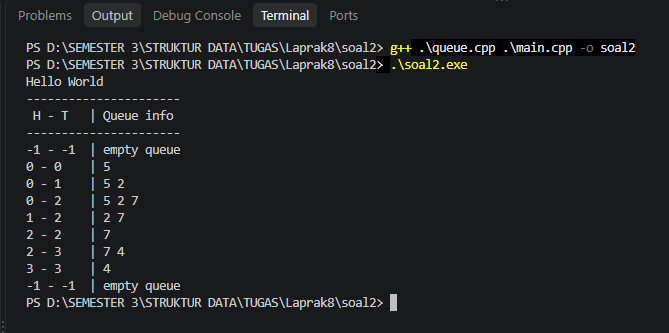 Problems Output Debug Console Terminal Ports
PS D:\SEMESTER 3\STRUKTUR DATA\TUGAS\Laprak8\soal2> g++ .\queue.cpp .\main.cpp -o soal2
PS D:\SEMESTER 3\STRUKTUR DATA\TUGAS\Laprak8\soal2> .\soal2.exe
Hello World
----------------------
 H - T   | Queue info
----------------------
-1 - -1  | empty queue
0 - 0    | 5
0 - 1    | 5 2
0 - 2    | 5 2 7
1 - 2    | 2 7
2 - 2    | 7
2 - 3    | 7 4
3 - 3    | 4
-1 - -1  | empty queue
PS D:\SEMESTER 3\STRUKTUR DATA\TUGAS\Laprak8\soal2>